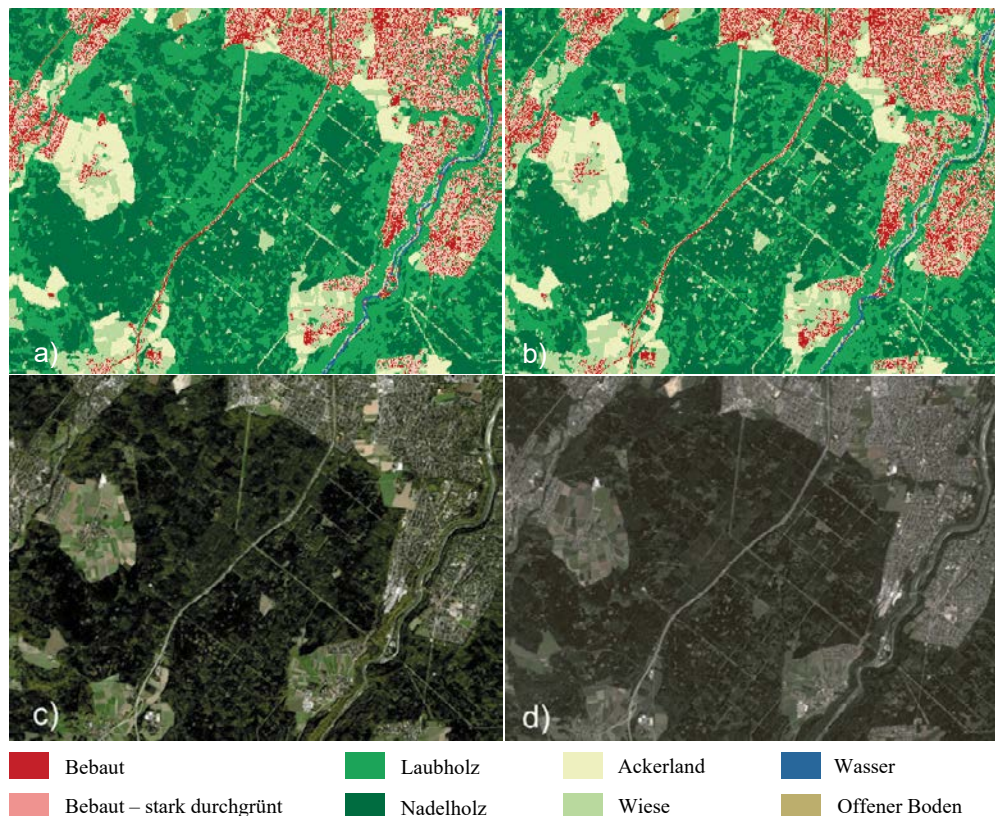 a)
b)
c)
d)
Bebaut
Laubholz
Ackerland
Wasser
Bebaut – stark durchgrünt
Nadelholz
Wiese
Offener Boden